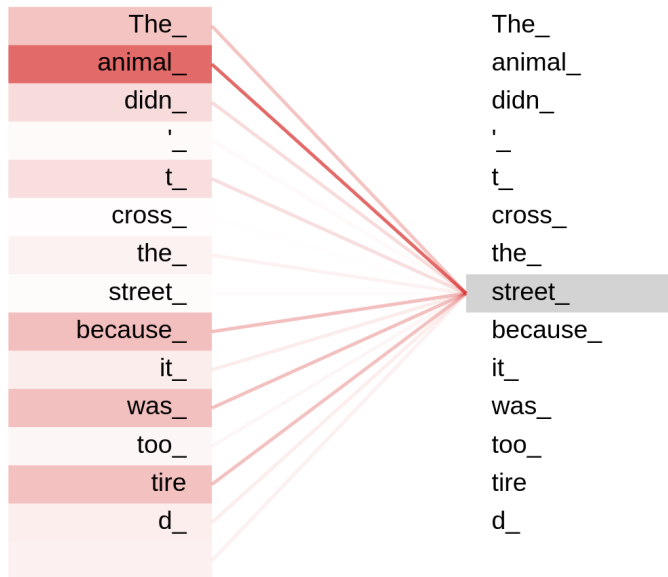 The_ The_
animal_ animal_
didn_ didn_
'_ '_
t_ t_
cross_ cross_
the_ the_
street_ street_
because_ because_
it_ it_
was_ was_
too_ too_
tire tire
d_ d_